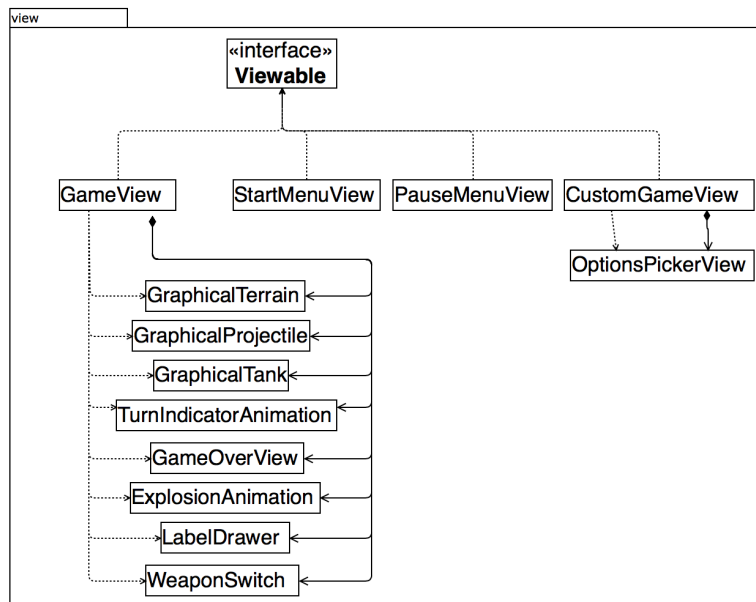 view
«interface»
Viewable
GameView
StartMenuView
PauseMenuView
CustomGameView
OptionsPickerView
GraphicalTerrain
GraphicalProjectile
GraphicalTank
TurnIndicatorAnimation
GameOverView
ExplosionAnimation
LabelDrawer
WeaponSwitch